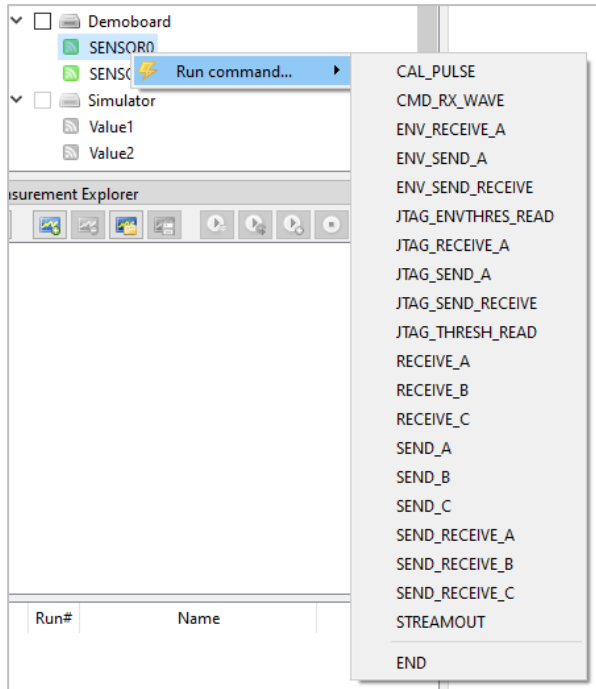 Demoboard
SENSOR0
Run command...
Simulator
Value1
Value2
Explorer
Run#
Name
CAL_PULSE
CMD_RX_WAVE
ENV_RECEIVE_A
ENV_SEND_A
ENV_SEND_RECEIVE
JTAG_ENVTHRES_READ
JTAG_RECEIVE_A
JTAG_SEND_A
JTAG_SEND_RECEIVE
JTAG_THRESH_READ
RECEIVE_A
RECEIVE_B
RECEIVE_C
SEND_A
SEND_B
SEND_C
SEND_RECEIVE_A
SEND_RECEIVE_B
SEND_RECEIVE_C
STREAMOUT
END